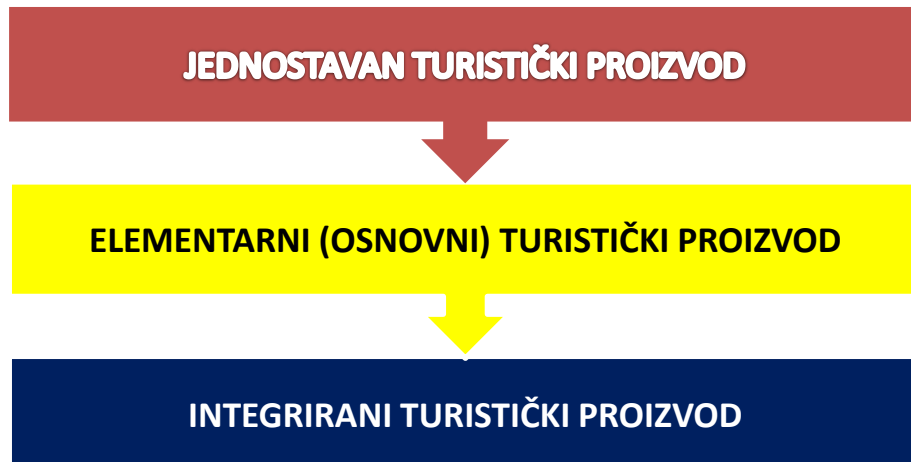 JEDNOSTAVAN TURISTIČKI PROIZVOD
ELEMENTARNI (OSNOVNI) TURISTIČKI PROIZVOD
INTEGRIRANI TURISTIČKI PROIZVOD